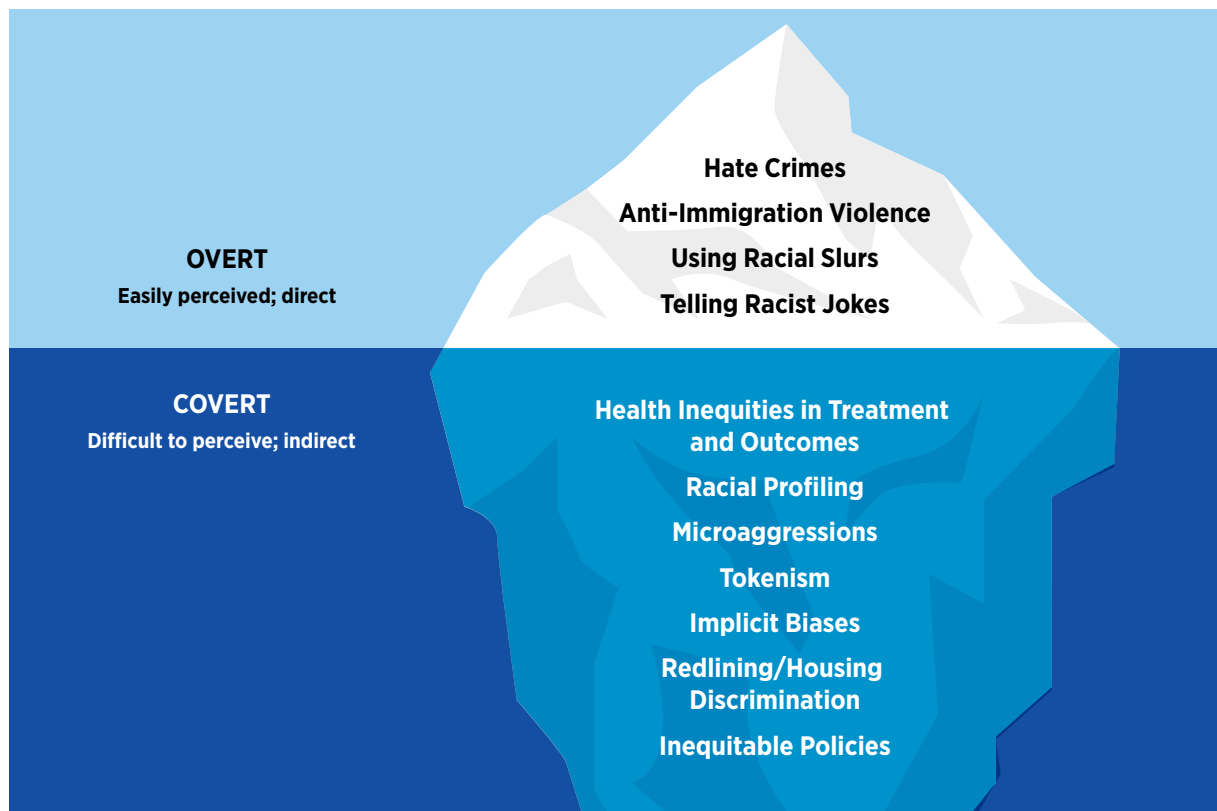 Hate Crimes
Anti-Immigration Violence
Using Racial Slurs
Telling Racist Jokes
OVERT
Easily perceived; direct
COVERT
Difficult to perceive; indirect
Health Inequities in Treatment
and Outcomes
Racial Profiling
Microaggressions
Tokenism
Implicit Biases
Redlining/Housing
Discrimination
Inequitable Policies